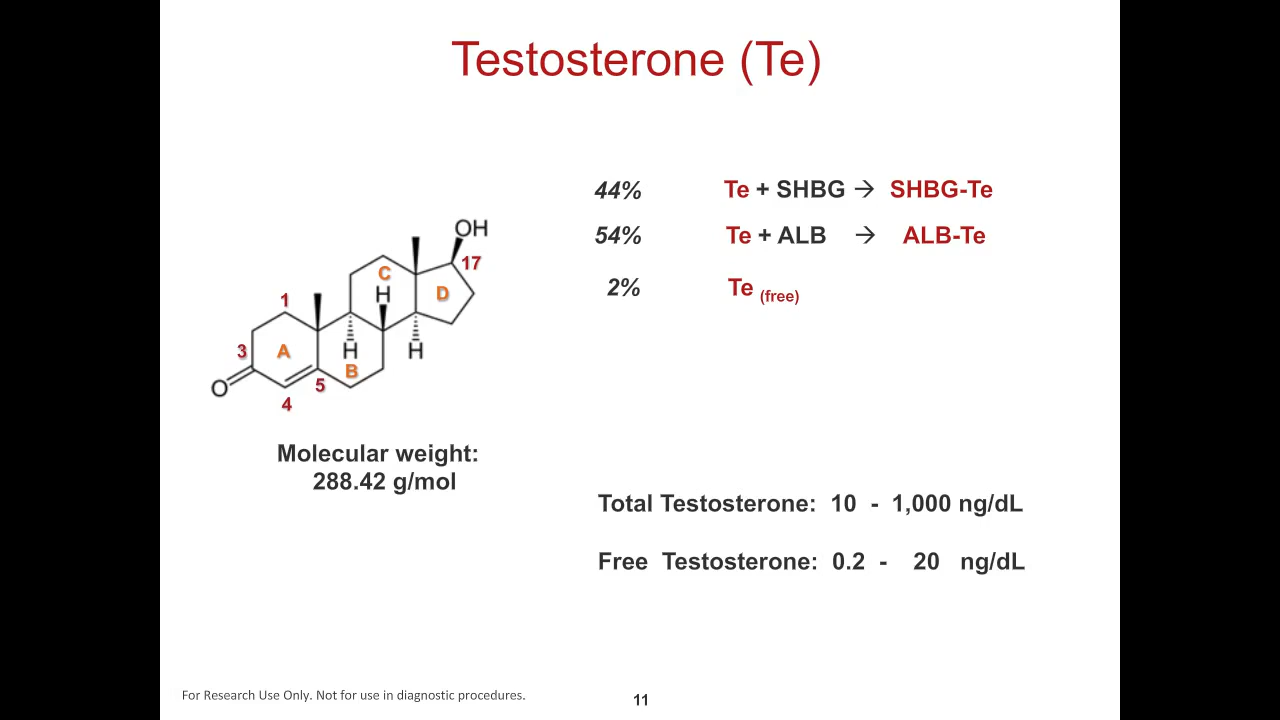 Testosterone (Te)
44% Te + SHBG → SHBG-Te
54% Te + ALB → ALB-Te
2% Te (free)
OH
17
C
H
D
1
3
A
H
H
B
5
O
4
Molecular weight:
288.42 g/mol
Total Testosterone: 10 - 1,000 ng/dL
Free Testosterone: 0.2 - 20 ng/dL
For Research Use Only. Not for use in diagnostic procedures.
11